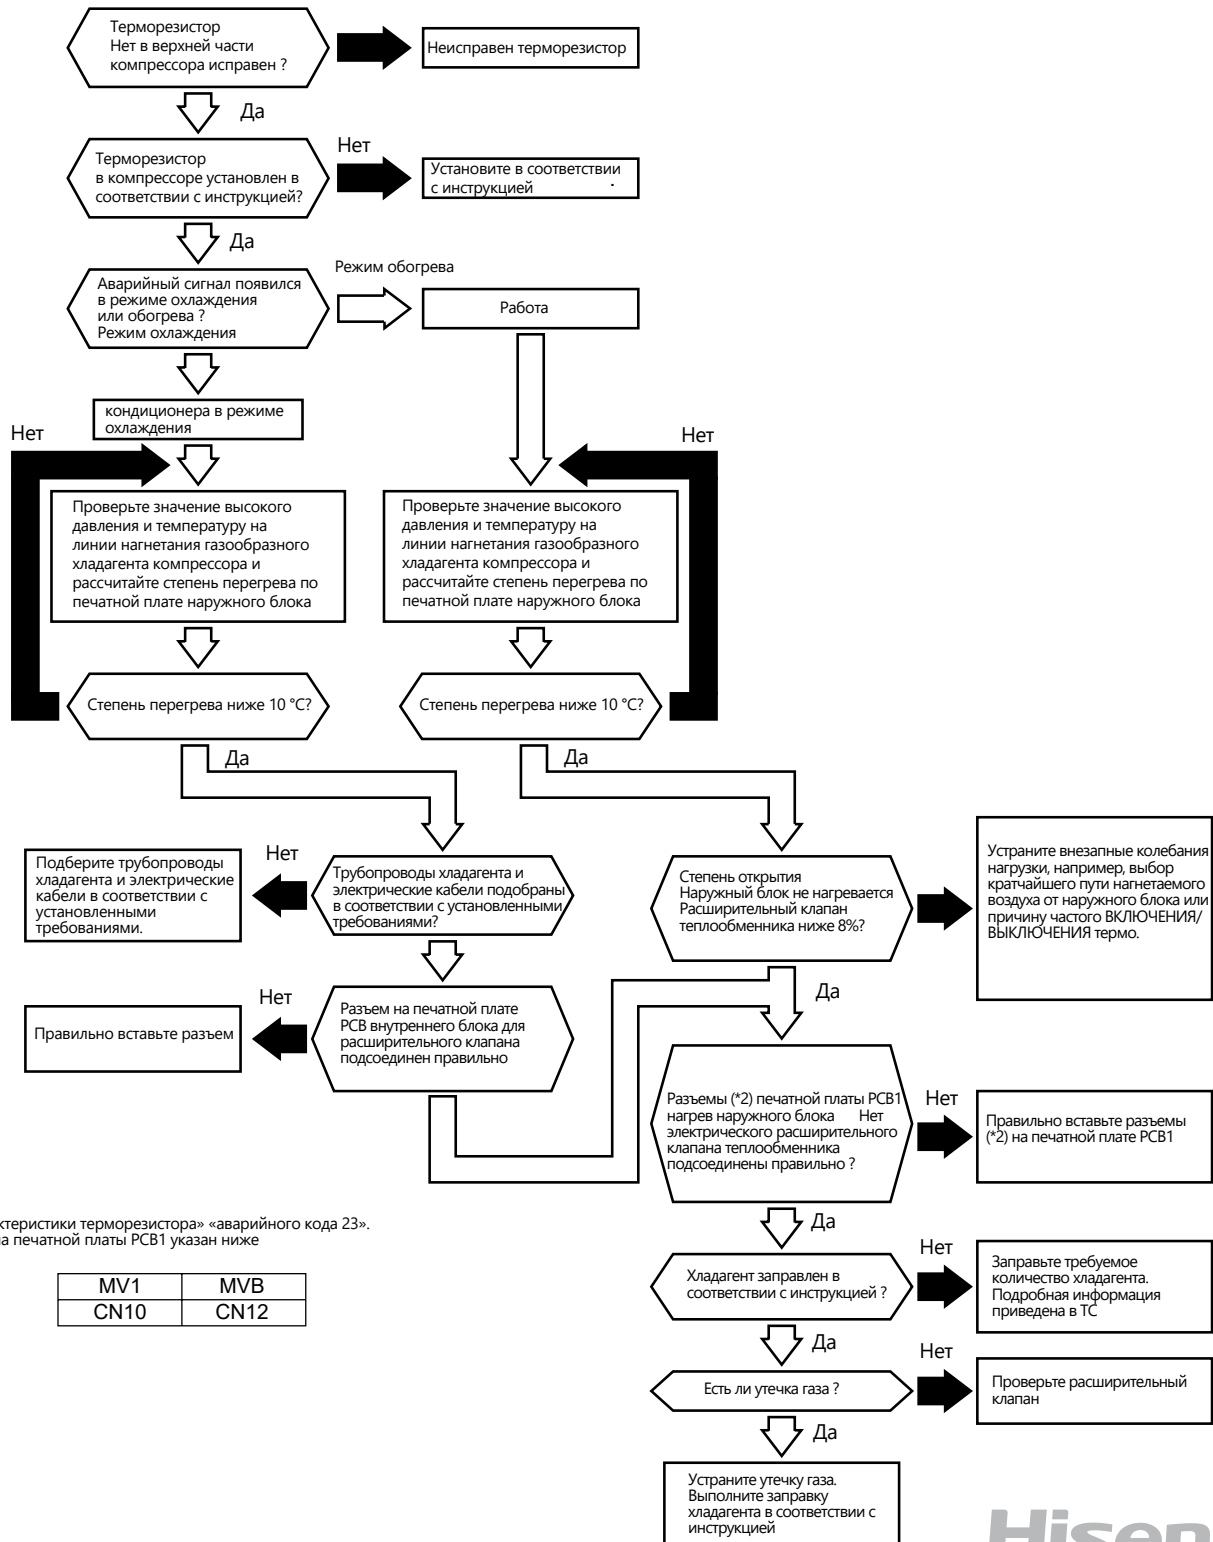 Терморезистор
Нет в верхней части
компрессора исправен ?
Неисправен терморезистор
Да
Терморезистор
в компрессоре установлен в
соответствии с инструкцией?
Нет
Установите в соответствии
с инструкцией .
Да
Аварийный сигнал появился
в режиме охлаждения
или обогрева ?
Режим охлаждения
Режим обогрева
Работа
кондиционера в режиме
охлаждения
Нет
Нет
Проверьте значение высокого
давления и температуру на
линии нагнетания газообразного
хладагента компрессора и
рассчитайте степень перегрева по
печатной плате наружного блока
Проверьте значение высокого
давления и температуру на
линии нагнетания газообразного
хладагента компрессора и
рассчитайте степень перегрева по
печатной плате наружного блока
Степень перегрева ниже 10 °C?
Степень перегрева ниже 10 °C?
Да
Да
Подберите трубопроводы
хладагента и электрические
кабели в соответствии с
установленными
требованиями.
Нет
Трубопроводы хладагента и
электрические кабели подобраны
в соответствии с установленными
требованиями?
Степень открытия
Наружный блок не нагревается
Расширительный клапан
теплообменника ниже 8%?
Устраните внезапные колебания
нагрузки, например, выбор
кратчайшего пути нагнетаемого
воздуха от наружного блока или
причину частого ВКЛЮЧЕНИЯ/
ВЫКЛЮЧЕНИЯ термо.
Да
Правильно вставьте разъем
Нет
Разъем на печатной плате
PCB внутреннего блока для
расширительного клапана
подсоединен правильно
Разъемы (*2) печатной платы PCB1
нагрев наружного блока Нет
электрического расширительного
клапана теплообменника
подсоединены правильно ?
Нет
Правильно вставьте разъемы
(*2) на печатной плате PCB1
Да
ктеристики терморезистора» «аварийного кода 23».
а печатной платы PCB1 указан ниже
MV1 MVB
CN10 CN12
Хладагент заправлен в
соответствии с инструкцией ?
Нет
Заправьте требуемое
количество хладагента.
Подробная информация
приведена в ТС
Да
Есть ли утечка газа ?
Нет
Проверьте расширительный
клапан
Да
Устраните утечку газа.
Выполните заправку
хладагента в соответствии с
инструкцией
Hisen